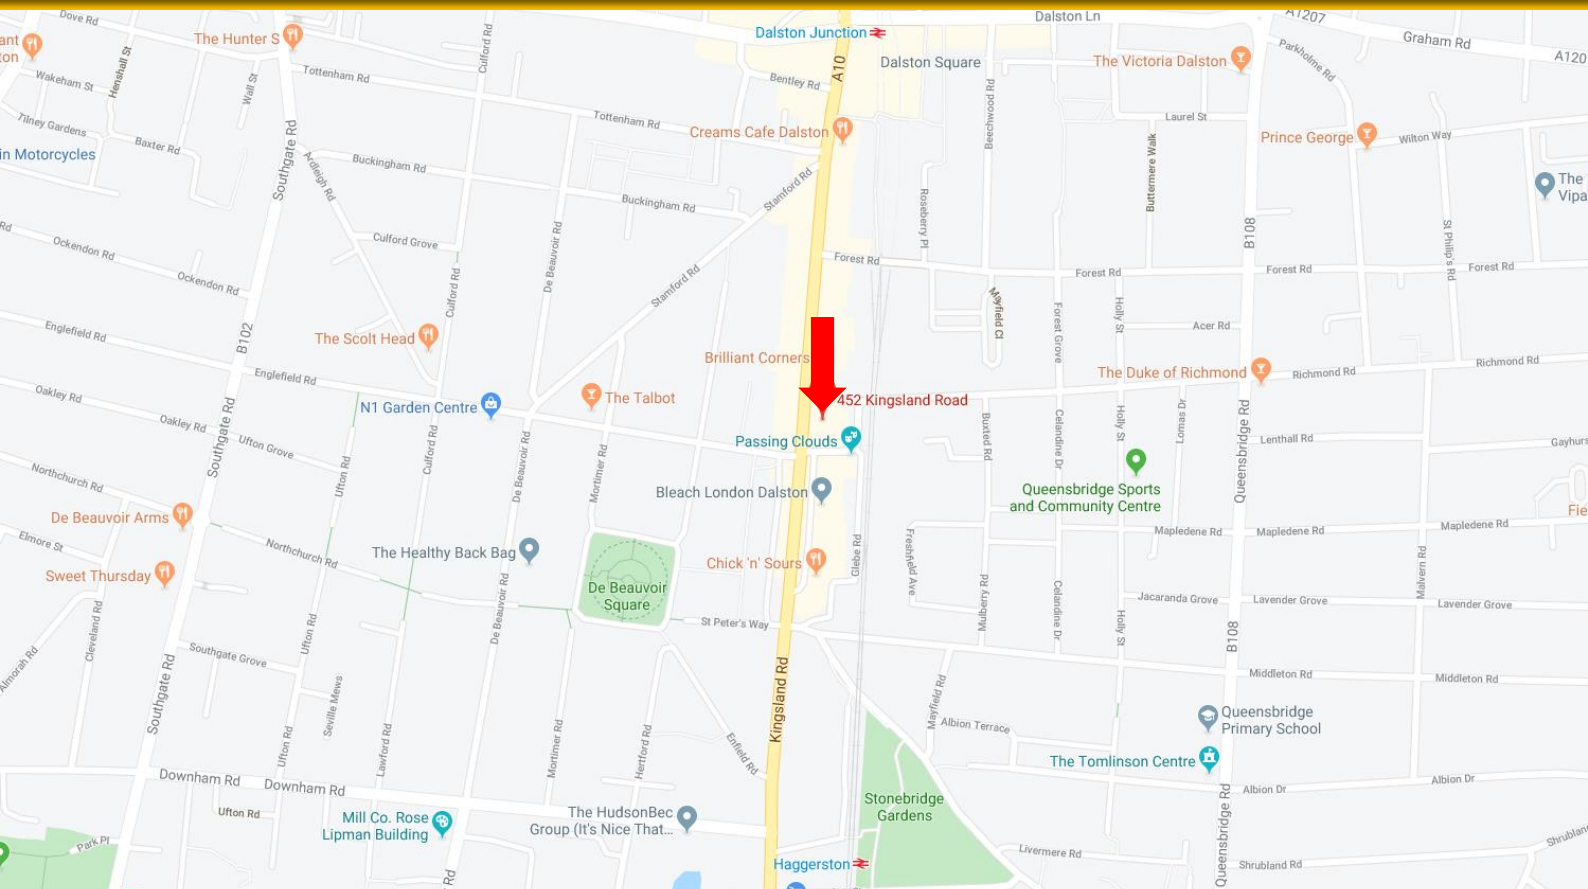 Dove Rd
The Hunter S
Culford Rd
Dalston Junction
Dalston Ln
A1207
Graham Rd
A120
ant
ton
Henshall St
Wakeham St
Wall St
Tottenham Rd
Bentley Rd
A10
Dalston Square
The Victoria Dalston
Parkholme Rd
Beechwood Rd
Tilney Gardens
Baxter Rd
Southgate Rd
Tottenham Rd
Creams Cafe Dalston
Laurel St
Prince George
Wilton Way
in Motorcycles
Ardleigh Rd
Buckingham Rd
Buckingham Rd
Stamford Rd
Roseberry Pl
Buttermere Walk
The
Vipa
Rd
Ockendon Rd
Ockendon Rd
Culford Grove
De Beauvoir Rd
Culford Rd
Stamford Rd
Forest Rd
Forest Rd
B108
Forest Rd
Forest Rd
St Philip's Rd
Englefield Rd
B102
The Scolt Head
Brilliant Corners
Mayfield Cl
Forest Grove
Holly St
Acer Rd
Englefield Rd
The Duke of Richmond
Richmond Rd
Richmond Rd
Oakley Rd
Oakley Rd
Ufton Grove
N1 Garden Centre
The Talbot
452 Kingsland Road
Southgate Rd
Culford Rd
De Beauvoir Rd
Mortimer Rd
Passing Clouds
Buxted Rd
Celandine Dr
Holly St
Lomas Dr
Queensbridge Rd
Lenthall Rd
Gayhurs
Northchurch Rd
Ufton Rd
Bleach London Dalston
Queensbridge Sports
and Community Centre
De Beauvoir Arms
Fie
Elmore St
Northchurch Rd
The Healthy Back Bag
Chick 'n' Sours
Glebe Rd
Freshfield Ave
Mapledene Rd
Mapledene Rd
Mapledene Rd
Sweet Thursday
De Beauvoir
Square
Mulberry Rd
Celandine Dr
Holly St
Jacaranda Grove
Lavender Grove
Lavender Grove
Malvern Rd
Cleveland Rd
Ufton Rd
De Beauvoir Rd
St Peter's Way
B108
Almorah Rd
Southgate Grove
Southgate Rd
Seville Mews
Kingsland Rd
Mayfield Rd
Middleton Rd
Middleton Rd
Albion Terrace
Queensbridge
Primary School
Ufton Rd
Lawford Rd
Mortimer Rd
Hertford Rd
Enfield Rd
The Tomlinson Centre
Downham Rd
Downham Rd
Albion Dr
Albion Dr
Ufton Rd
Mill Co. Rose
Lipman Building
The HudsonBec
Group (It's Nice That...
Stonebridge
Gardens
Queensbridge Rd
Park Pl
Rd
Haggerston
Livermere Rd
Shrubland Rd
Shrublan